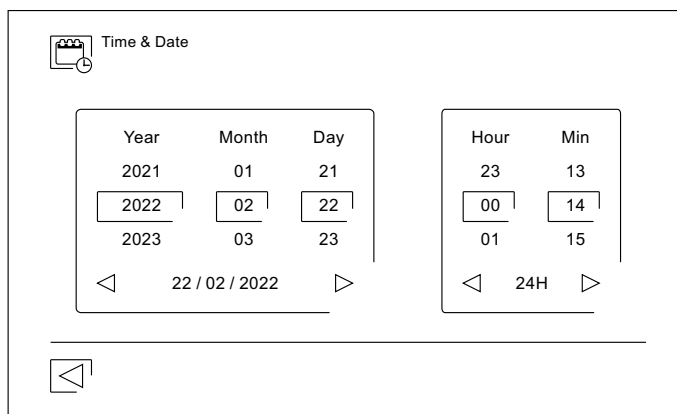 Time & Date
Year Month Day
2021 01 21
2022 02 22
2023 03 23
22 / 02 / 2022
Hour Min
23 13
00 14
01 15
24H